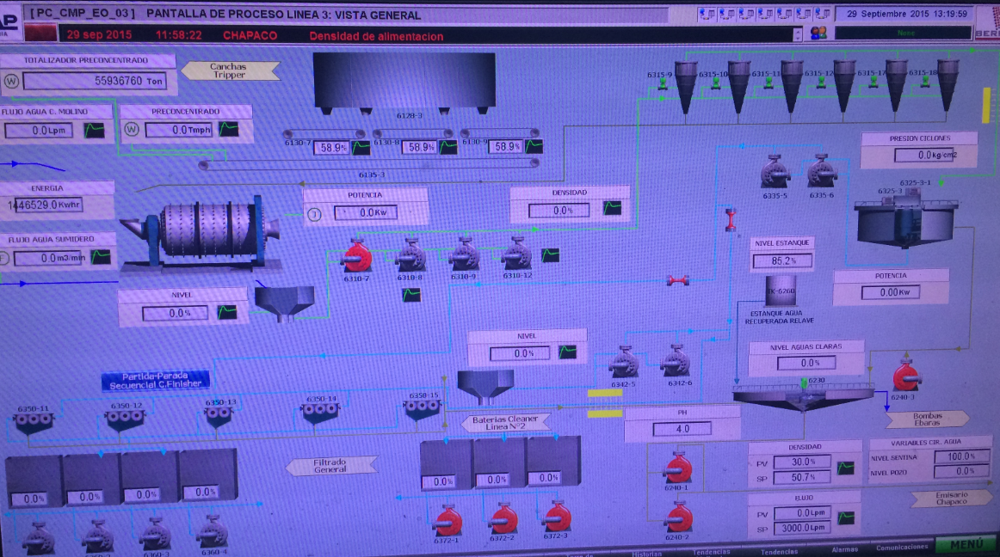 [PC_CMP_EO_03] PANTALLA DE PROCESO LINEA 3: VISTA GENERAL
29 Septiembre 2015 13:19:59
AP
29 sep 2015 11:58:22 CHAPACO Densidad de alimentacion
None
BER
TOTALIZADOR PRECONCENTRADO
W 55936760 Ton
Canchas
Tripper
6128-3
6315-9 6315-10 6315-11 6315-12 6315-17 6315-18
FLUJO AGUA C. MOLINO
0.0 Lpm
PRECONCENTRADO
W 0.0 Tmph
6130-7 58.9% 6130-8 58.9% 6130-9 58.9%
6135-3
PRESION CICLONES
0.0 kg/cm2
6335-5 6335-6
6325-3 6325-3-1
ENERGIA
1446529.0 Kwhr
POTENCIA
J 0.0 Kw
DENSIDAD
0.0%
FLUJO AGUA SUMIDERO
F 0.0 m3/min
6310-7 6310-8 6310-9 6310-12
NIVEL ESTANQUE
85.2%
TK-6260
ESTANQUE AGUA
RECUPERADA RELAVE
POTENCIA
0.00 Kw
NIVEL
0.0%
NIVEL
0.0%
6342-5 6342-6
NIVEL AGUAS CLARAS
0.0%
6230
6240-3
Partida-Parada
Secuencial C.Finisher
6350-11 6350-12 6350-13 6350-14 6350-15
Baterias Cleaner
Linea Nº2
PH
4.0
Bombas
Ebaras
Filtrado
General
0.0% 0.0% 0.0% 0.0%
0.0% 0.0% 0.0%
6240-1
DENSIDAD
PV 30.0%
SP 50.7%
VARIABLES CIR. AGUA
NIVEL SENTINA 100.0%
NIVEL POZO 0.0%
Emisario
Chapaco
6360-3 6360-4
6372-1 6372-2 6372-3
6240-2
FLUJO
PV 0.0 Lpm
SP 3000.0 Lpm
Historian Tendencias Tendencias Alarmas Comunicaciones MENÚ